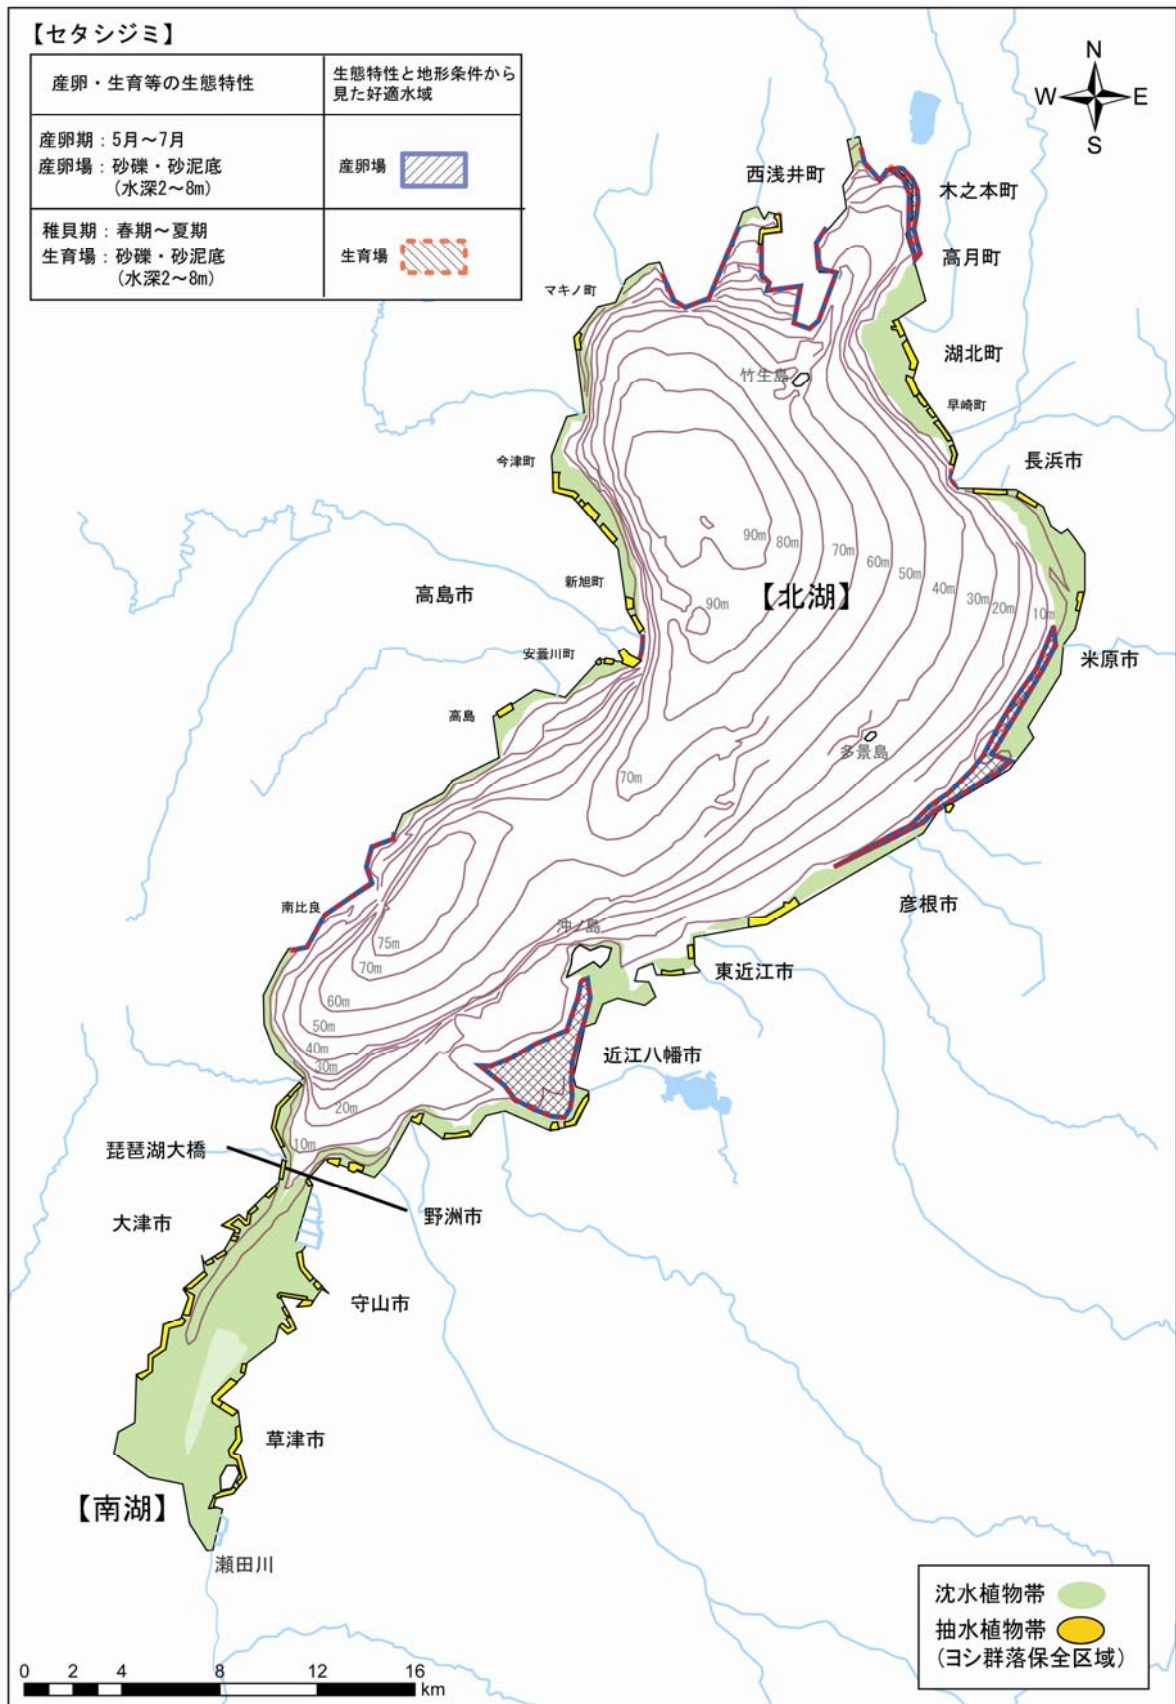 【セタシジミ】
産卵・生育等の生態特性
生態特性と地形条件から
見た好適水域
産卵期：5月～7月
産卵場：砂礫・砂泥底
(水深2～8m)
産卵場
稚貝期：春期～夏期
生育場：砂礫・砂泥底
(水深2～8m)
生育場
N
W
E
S
西浅井町
木之本町
高月町
マキノ町
湖北町
竹生島
早崎町
今津町
長浜市
90m
80m
70m
60m
50m
40m
30m
20m
10m
新旭町
高島市
90m
【北湖】
安曇川町
米原市
高島
多景島
70m
南比良
彦根市
沖ノ島
75m
70m
東近江市
60m
50m
40m
30m
近江八幡市
20m
10m
琵琶湖大橋
大津市
野洲市
守山市
草津市
【南湖】
瀬田川
沈水植物帯
抽水植物帯
(ヨシ群落保全区域)
0 2 4 8 12 16
km